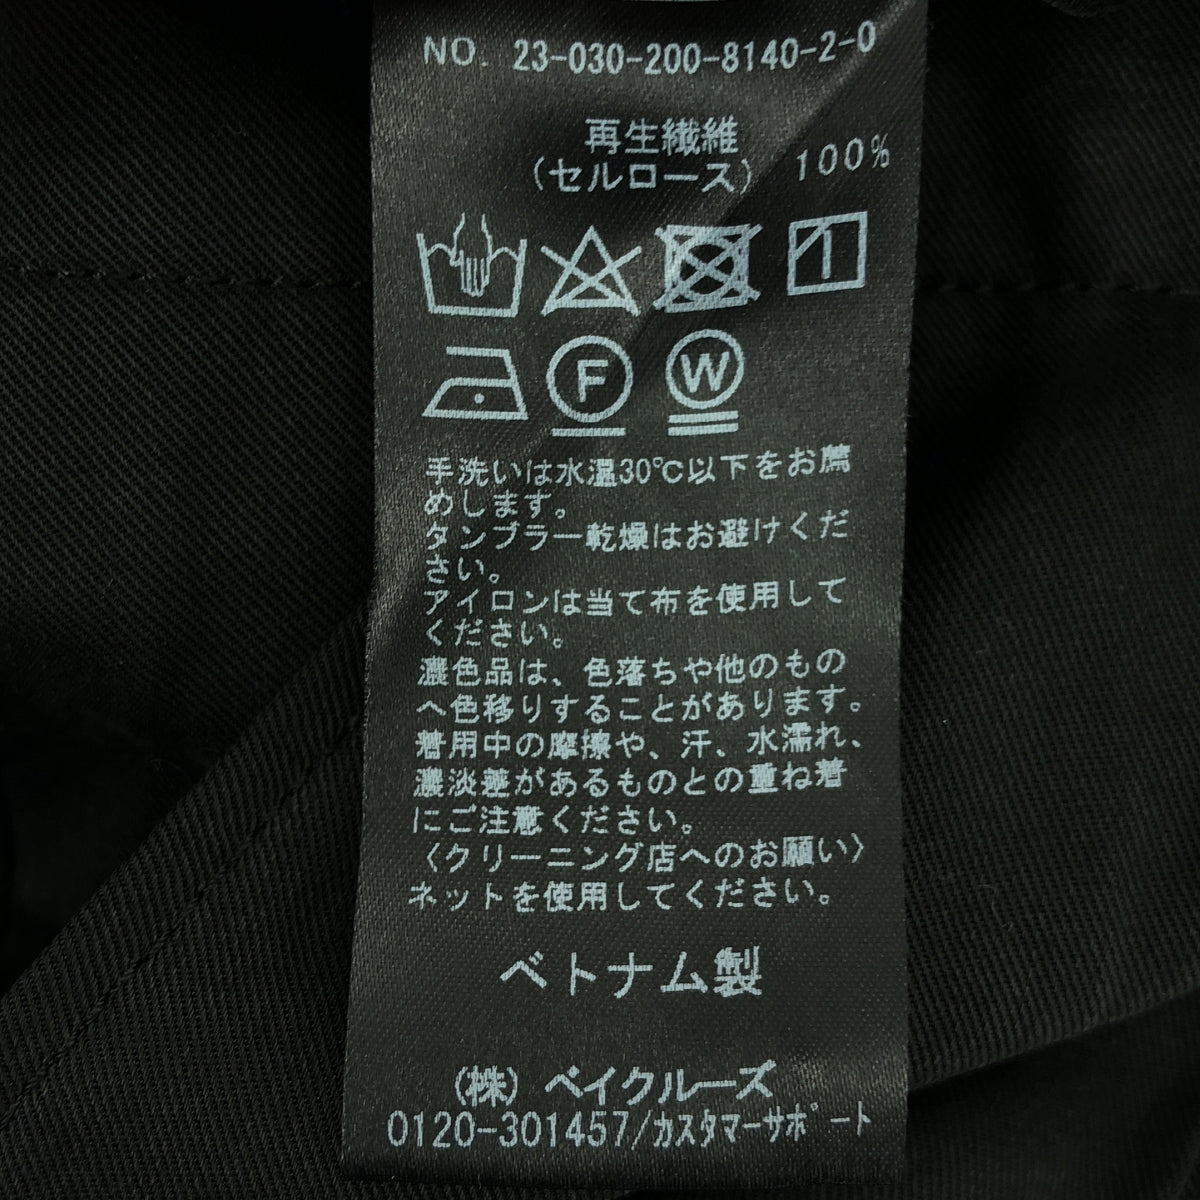 NO. 23-030-200-8140-2-0
再生繊維
(セルロース) 100%
F W
手洗いは水温30℃以下をお薦
めします。
タンブラー乾燥はお避けくだ
さい。
アイロンは当て布を使用して
ください。
濃色品は、色落ちや他のもの
へ色移りすることがあります。
着用中の摩擦や、汗、水濡れ、
濃淡差があるものとの重ね着
にご注意ください。
〈クリーニング店へのお願い〉
ネットを使用してください。
ベトナム製
(株) ベイクルーズ
0120-301457/カスタマーサポート